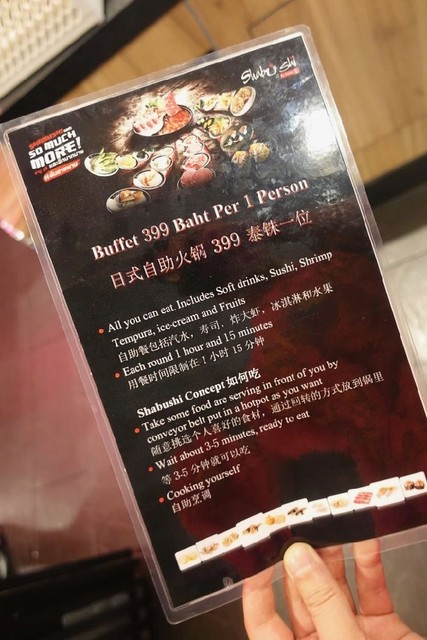 Shabu shi
SO MUCH
MORE!
Buffet 399 Baht Per 1 Person
日式自助火锅 399 泰铢一位
All you can eat. Includes Soft drinks, Sushi, Shrimp
Tempura, ice-cream and Fruits
自助餐包括汽水，寿司，炸大虾，冰淇淋和水果
Each round 1 hour and 15 minutes
用餐时间限制在 1 小时 15 分钟
Shabushi Concept 如何吃
Take some food are serving in front of you by
conveyor belt put in a hotpot as you want
随意挑选个人喜好的食材，通过回转的方式放到锅里
Wait about 3-5 minutes, ready to eat
等 3-5 分钟就可以吃
Cooking yourself
自助烹调